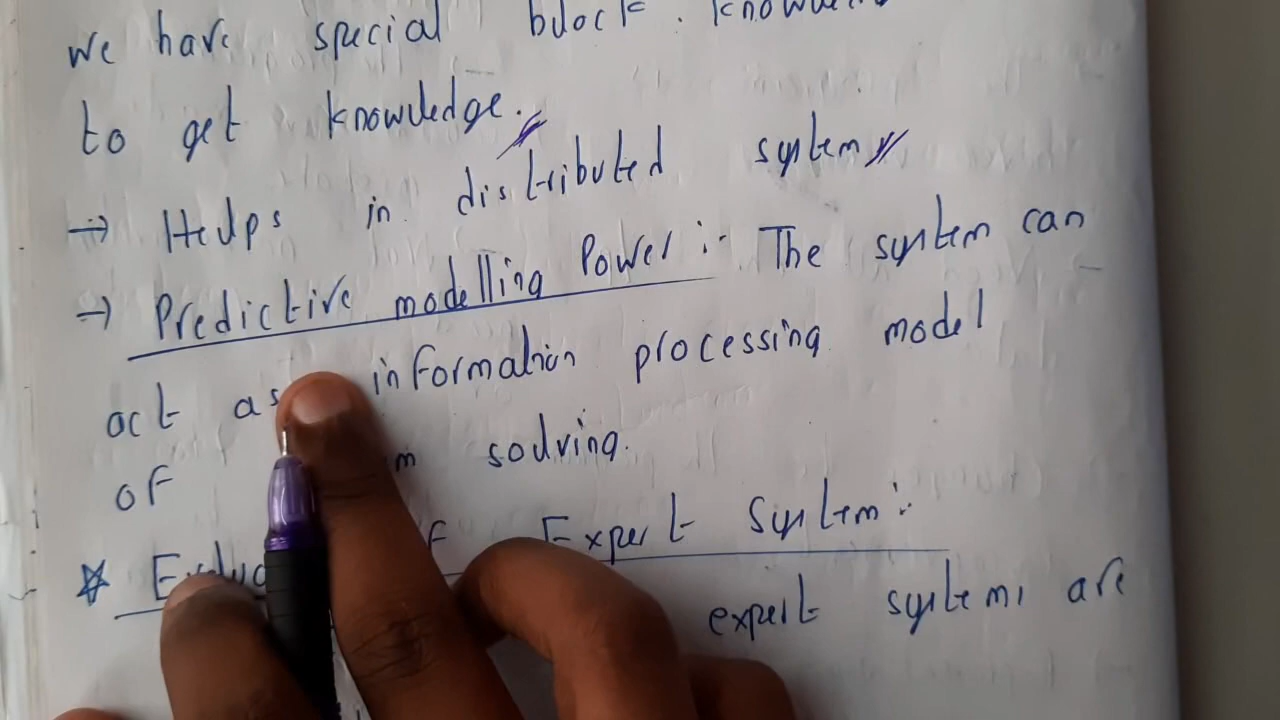 we have special block.
to get knowledge.
→ Helps in distributed system
→ Predictive modelling Power :- The system can
act as information processing model
of solving.
☆ Expert System :-
expert systems are